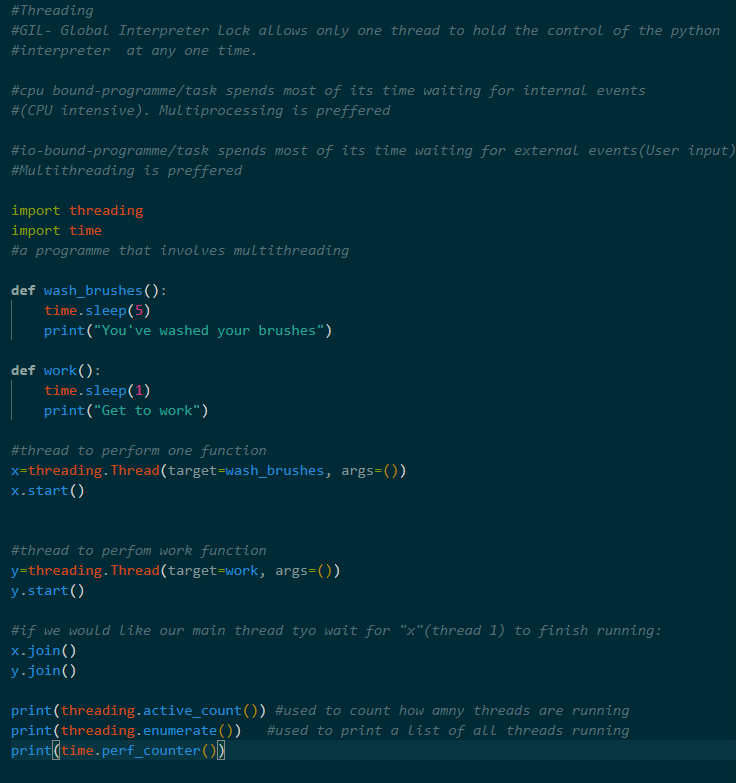 #Threading
#GIL- Global Interpreter Lock allows only one thread to hold the control of the python
#interpreter  at any one time.
#cpu bound-programme/task spends most of its time waiting for internal events
#(CPU intensive). Multiprocessing is preffered
#io-bound-programme/task spends most of its time waiting for external events(User input)
#Multithreading is preffered
import threading
import time
#a programme that involves multithreading
def wash_brushes():
    time.sleep(5)
    print("You've washed your brushes")
def work():
    time.sleep(1)
    print("Get to work")
#thread to perform one function
x=threading.Thread(target=wash_brushes, args=())
x.start()
#thread to perfom work function
y=threading.Thread(target=work, args=())
y.start()
#if we would like our main thread tyo wait for "x"(thread 1) to finish running:
x.join()
y.join()
print(threading.active_count()) #used to count how amny threads are running
print(threading.enumerate())   #used to print a list of all threads running
print(time.perf_counter())